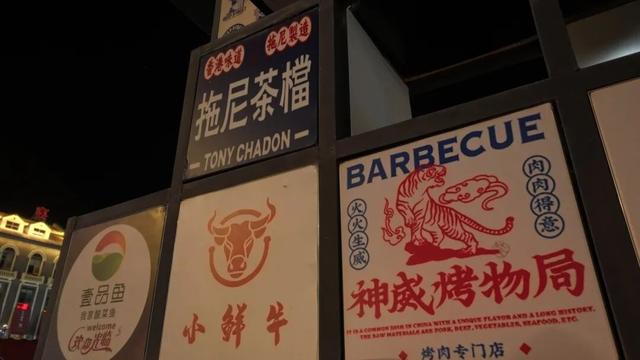 香港味道 拖尼製造
拖尼茶檔
TONY CHADON
壹品鱼
welcome
欢迎光临
小鲜牛
BARBECUE
火火生威
肉肉得意
神威烤物局
IT IS A COMMON DISH IN CHINA WITH A UNIQUE FLAVOR AND A LONG HISTORY.
THE RAW MATERIALS ARE PORK, BEEF, VEGETABLES, SEAFOOD, ETC.
烤肉专门店